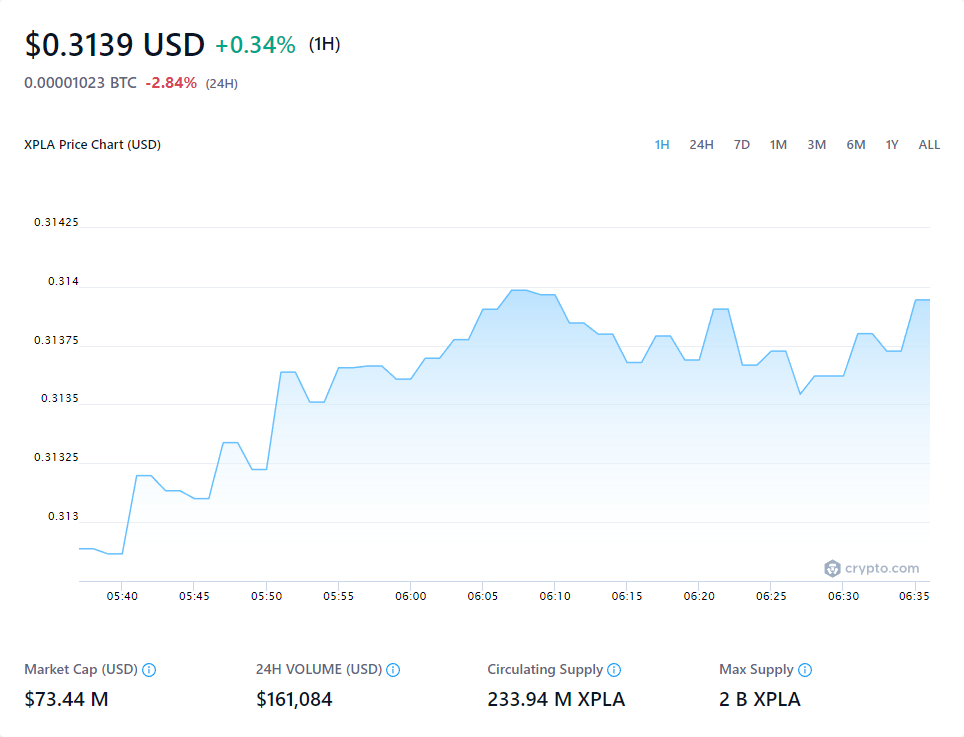 $0.3139 USD +0.34% (1H)
0.00001023 BTC -2.84% (24H)
XPLA Price Chart (USD) 1H 24H 7D 1M 3M 6M 1Y ALL
0.31425
0.314
0.31375
0.3135
0.31325
0.313
crypto.com
05:40 05:45 05:50 05:55 06:00 06:05 06:10 06:15 06:20 06:25 06:30 06:35
Market Cap (USD) 24H VOLUME (USD) Circulating Supply Max Supply
$73.44 M $161,084 233.94 M XPLA 2 B XPLA